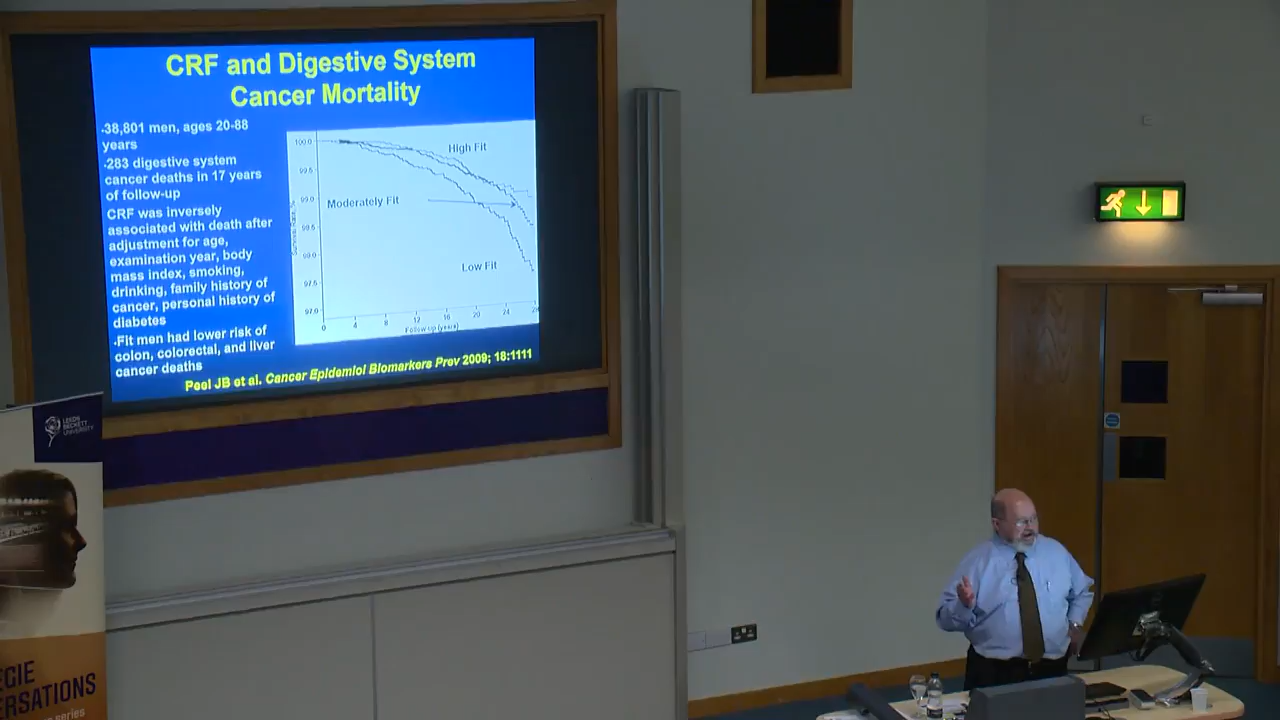 CRF and Digestive System
Cancer Mortality
·38,801 men, ages 20-88
years
·283 digestive system
cancer deaths in 17 years
of follow-up
CRF was inversely
associated with death after
adjustment for age,
examination year, body
mass index, smoking,
drinking, family history of
cancer, personal history of
diabetes
·Fit men had lower risk of
colon, colorectal, and liver
cancer deaths
High Fit
Moderately Fit
Low Fit
100.0
99.5
99.0
98.5
98.0
97.5
97.0
0 4 8 12 16 20 24 28
Follow up (years)
Peel JB et al. Cancer Epidemiol Biomarkers Prev 2009; 18:1111
LEEDS
BECKETT
UNIVERSITY
ERSATIONS
series